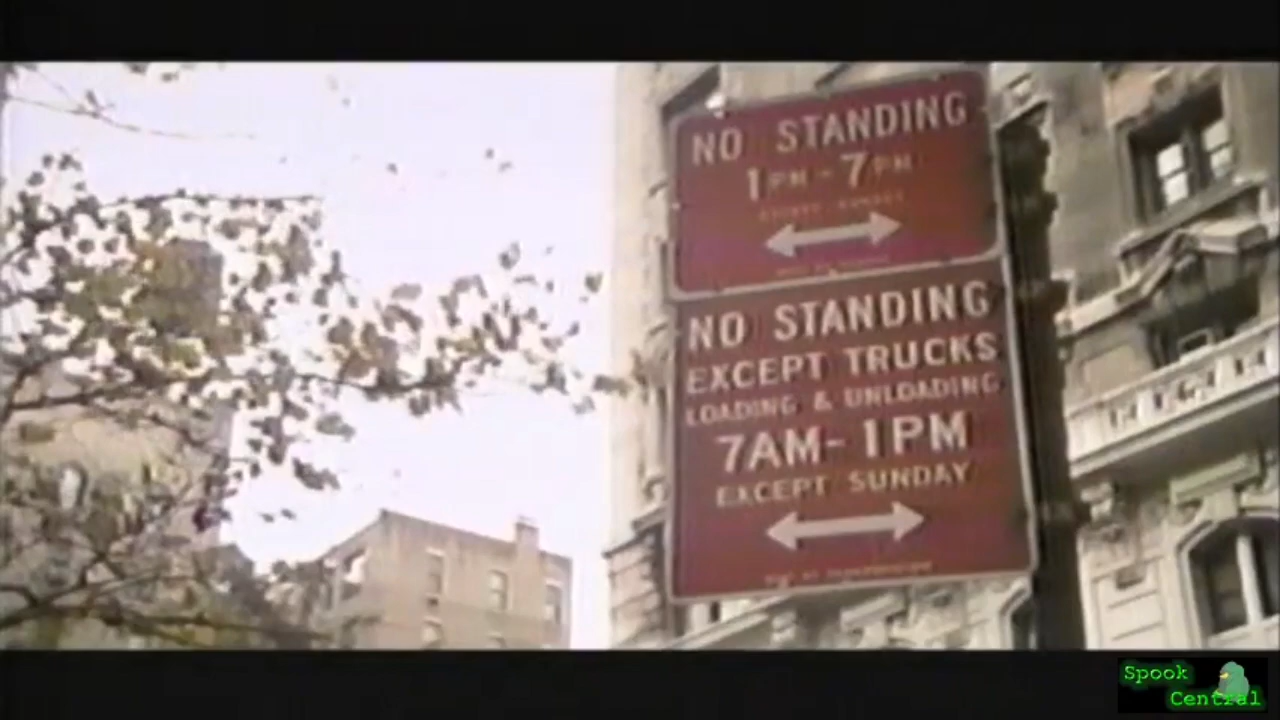 NO STANDING
1PM - 7PM
NO STANDING
EXCEPT TRUCKS
LOADING & UNLOADING
7AM-1PM
EXCEPT SUNDAY
Spook
Central